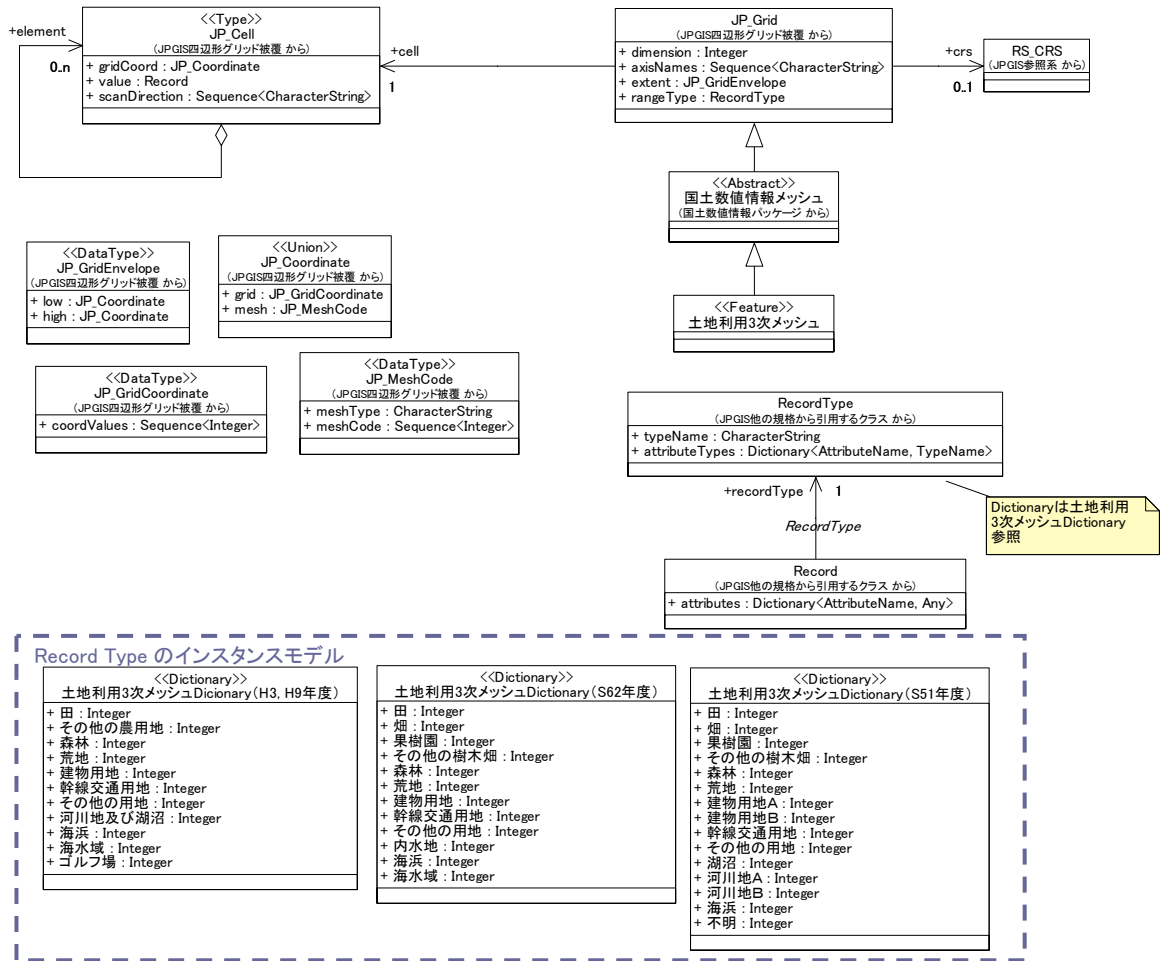 +element
0..n
<<Type>>
JP_Cell
(JPGIS四辺形グリッド被覆 から)
+ gridCoord : JP_Coordinate
+ value : Record
+ scanDirection : Sequence<CharacterString>
+cell
1
JP_Grid
(JPGIS四辺形グリッド被覆 から)
+ dimension : Integer
+ axisNames : Sequence<CharacterString>
+ extent : JP_GridEnvelope
+ rangeType : RecordType
+crs
0..1
RS_CRS
(JPGIS参照系 から)
<<Abstract>>
国土数値情報メッシュ
(国土数値情報パッケージ から)
<<Feature>>
土地利用3次メッシュ
<<DataType>>
JP_GridEnvelope
(JPGIS四辺形グリッド被覆 から)
+ low : JP_Coordinate
+ high : JP_Coordinate
<<Union>>
JP_Coordinate
(JPGIS四辺形グリッド被覆 から)
+ grid : JP_GridCoordinate
+ mesh : JP_MeshCode
<<DataType>>
JP_GridCoordinate
(JPGIS四辺形グリッド被覆 から)
+ coordValues : Sequence<Integer>
<<DataType>>
JP_MeshCode
(JPGIS四辺形グリッド被覆 から)
+ meshType : CharacterString
+ meshCode : Sequence<Integer>
RecordType
(JPGIS他の規格から引用するクラス から)
+ typeName : CharacterString
+ attributeTypes : Dictionary<AttributeName, TypeName>
+recordType
1
RecordType
Dictionaryは土地利用
3次メッシュDictionary
参照
Record
(JPGIS他の規格から引用するクラス から)
+ attributes : Dictionary<AttributeName, Any>
Record Type のインスタンスモデル
<<Dictionary>>
土地利用3次メッシュDicionary(H3, H9年度)
+ 田 : Integer
+ その他の農用地 : Integer
+ 森林 : Integer
+ 荒地 : Integer
+ 建物用地 : Integer
+ 幹線交通用地 : Integer
+ その他の用地 : Integer
+ 河川地及び湖沼 : Integer
+ 海浜 : Integer
+ 海水域 : Integer
+ ゴルフ場 : Integer
<<Dictionary>>
土地利用3次メッシュDictionary(S62年度)
+ 田 : Integer
+ 畑 : Integer
+ 果樹園 : Integer
+ その他の樹木畑 : Integer
+ 森林 : Integer
+ 荒地 : Integer
+ 建物用地 : Integer
+ 幹線交通用地 : Integer
+ その他の用地 : Integer
+ 内水地 : Integer
+ 海浜 : Integer
+ 海水域 : Integer
<<Dictionary>>
土地利用3次メッシュDictionary(S51年度)
+ 田 : Integer
+ 畑 : Integer
+ 果樹園 : Integer
+ その他の樹木畑 : Integer
+ 森林 : Integer
+ 荒地 : Integer
+ 建物用地A : Integer
+ 建物用地B : Integer
+ 幹線交通用地 : Integer
+ その他の用地 : Integer
+ 湖沼 : Integer
+ 河川地A : Integer
+ 河川地B : Integer
+ 海浜 : Integer
+ 不明 : Integer